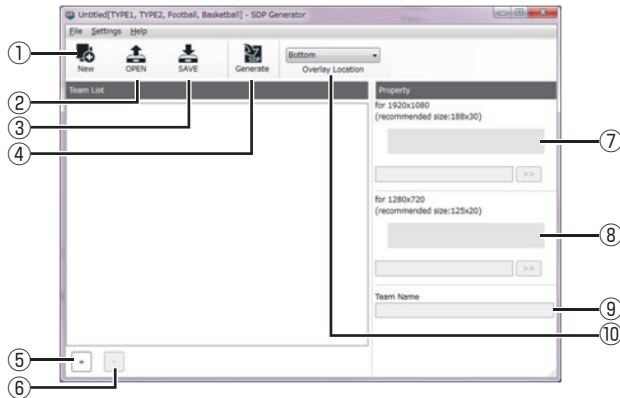 Untitled[TYPE1, TYPE2, Football, Basketball] - SDP Generator
File Settings Help
① New
② OPEN
③ SAVE
④ Generate
Bottom
Overlay Location
Team List
Property
for 1920x1080
(recommended size:188x30)
⑦
>>
for 1280x720
(recommended size:125x20)
⑧
>>
Team Name
⑨
⑩
⑤ +
⑥ -